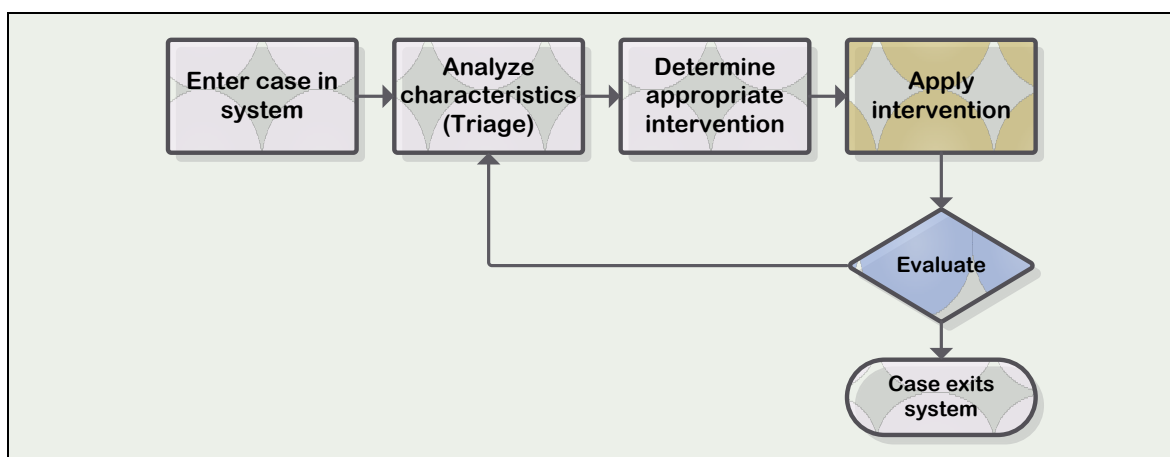 Enter case in
system
Analyze
characteristics
(Triage)
Determine
appropriate
intervention
Apply
intervention
Evaluate
Case exits
system